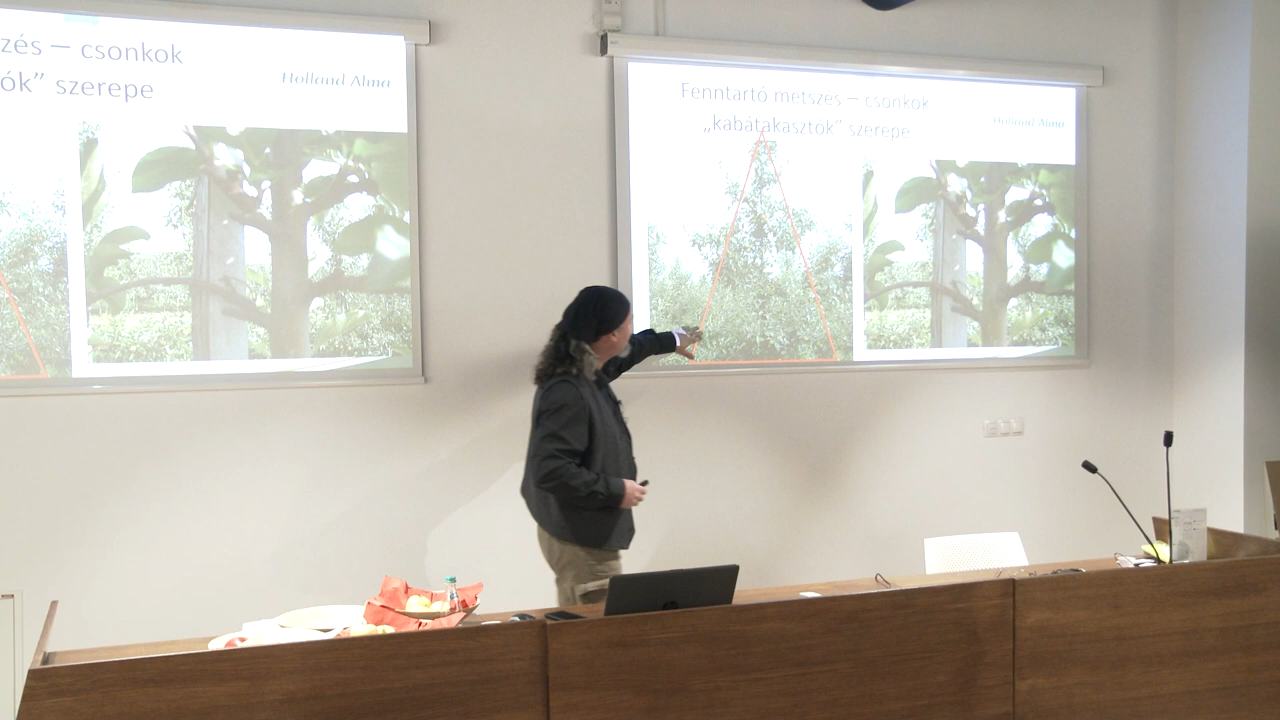 zés – csonkok
ók” szerepe
Holland Alma
Fenntartó metszés – csonkok
„kabátakasztók” szerepe
Holland Alma